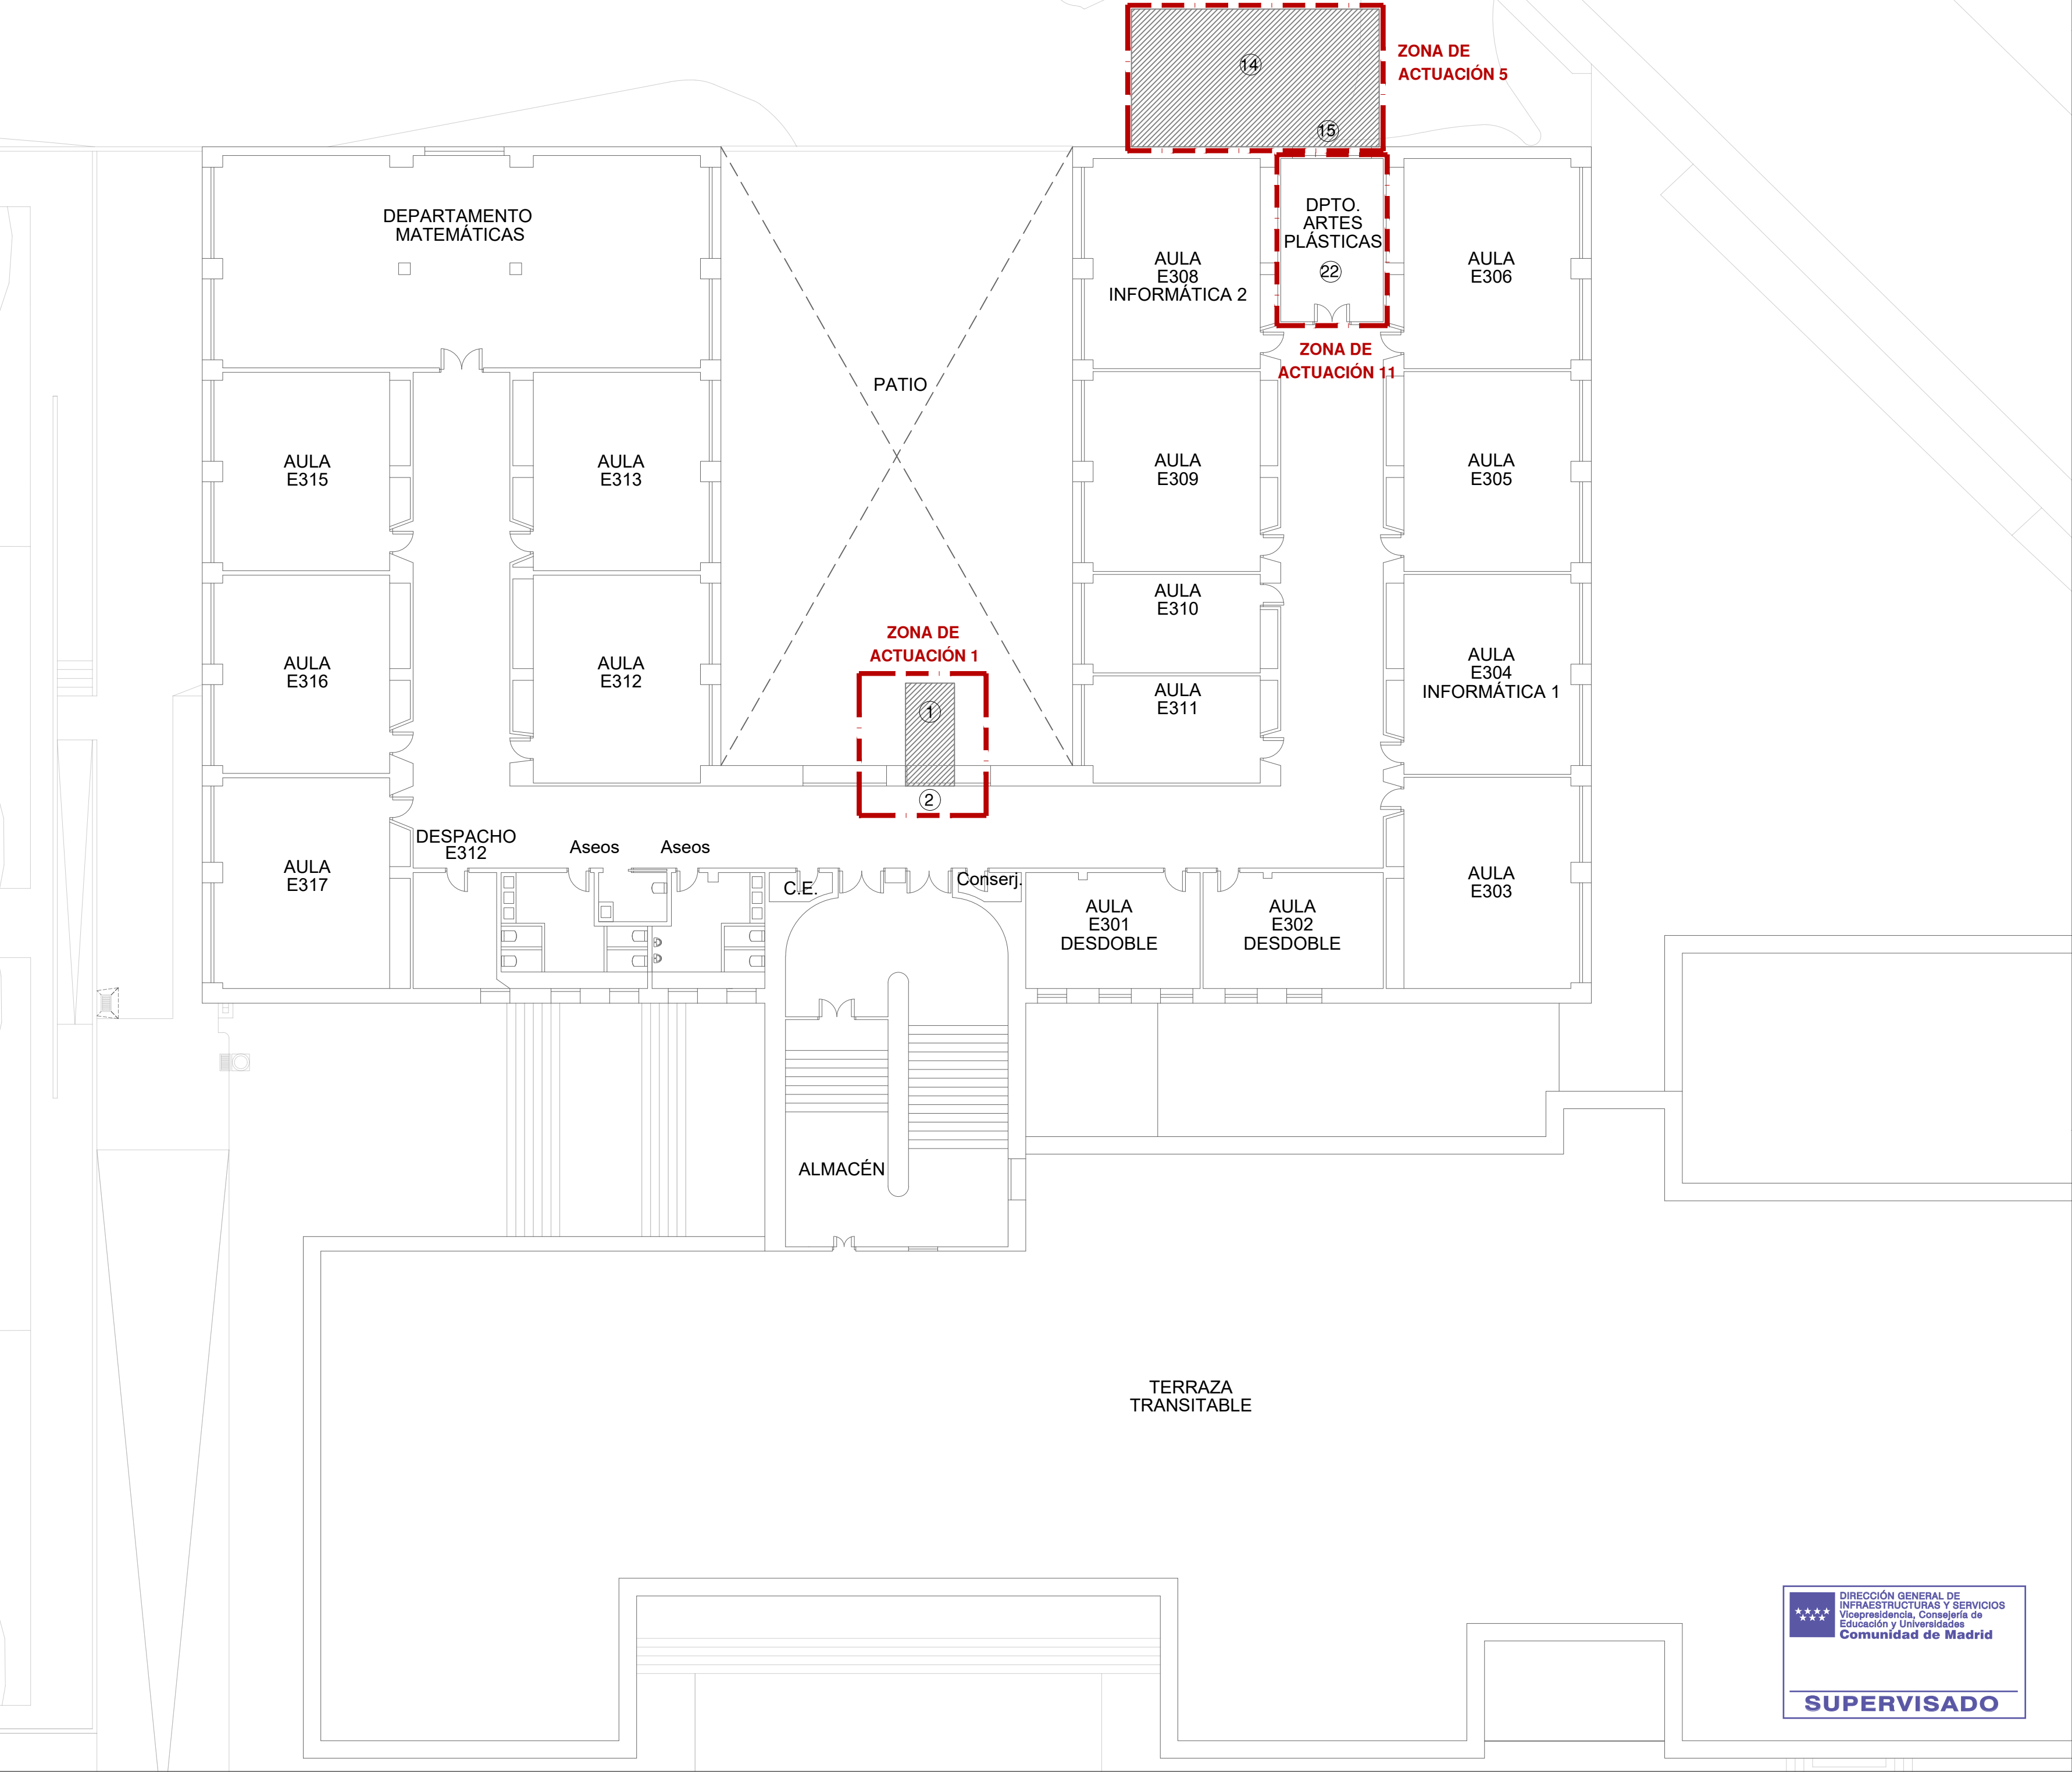 14
ZONA DE
ACTUACIÓN 5
15
DEPARTAMENTO
MATEMÁTICAS
DPTO.
ARTES
PLÁSTICAS
22
AULA
E308
INFORMÁTICA 2
AULA
E306
ZONA DE
ACTUACIÓN 11
PATIO
AULA
E315
AULA
E313
AULA
E309
AULA
E305
AULA
E310
ZONA DE
ACTUACIÓN 1
AULA
E316
AULA
E312
AULA
E311
AULA
E304
INFORMÁTICA 1
1
2
DESPACHO
E312
Aseos
Aseos
AULA
E317
C.E.
Conserj.
AULA
E301
DESDOBLE
AULA
E302
DESDOBLE
AULA
E303
ALMACÉN
TERRAZA
TRANSITABLE
DIRECCIÓN GENERAL DE
INFRAESTRUCTURAS Y SERVICIOS
Vicepresidencia, Consejería de
Educación y Universidades
Comunidad de Madrid
SUPERVISADO